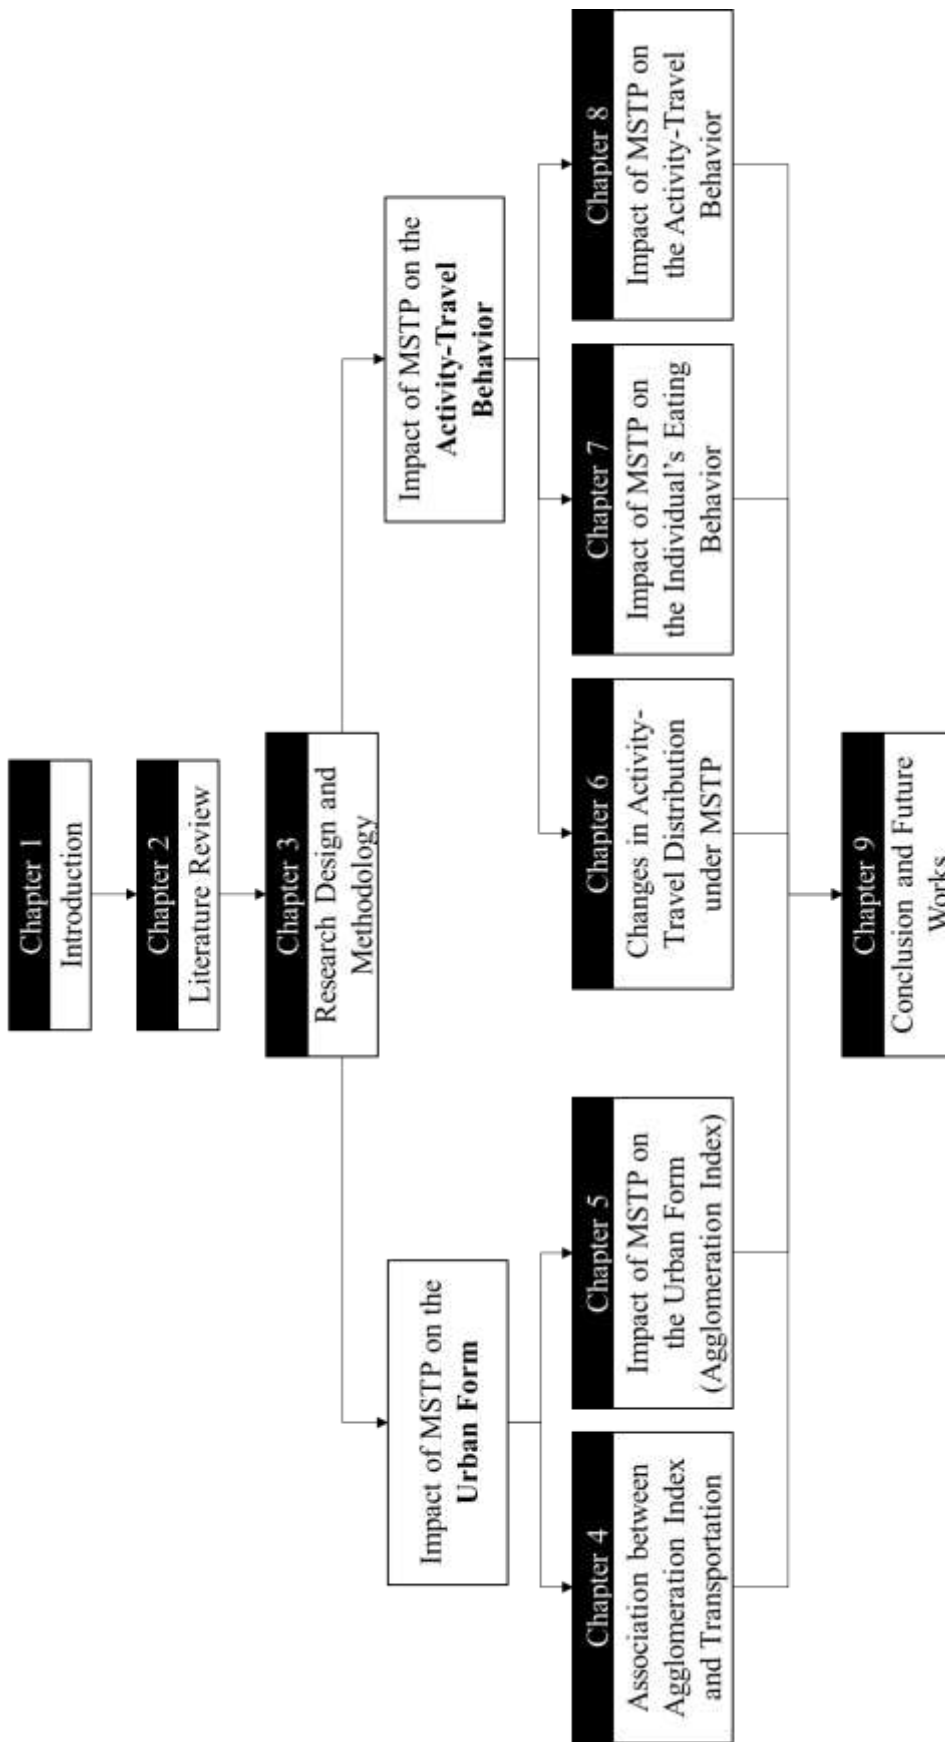 Chapter 1
Introduction
Chapter 2
Literature Review
Chapter 3
Research Design and
Methodology
Impact of MSTP on the
Urban Form
Impact of MSTP on the
Activity-Travel
Behavior
Chapter 4
Association between
Agglomeration Index
and Transportation
Chapter 5
Impact of MSTP on
the Urban Form
(Agglomeration Index)
Chapter 6
Changes in Activity-
Travel Distribution
under MSTP
Chapter 7
Impact of MSTP on
the Individual's Eating
Behavior
Chapter 8
Impact of MSTP on
the Activity-Travel
Behavior
Chapter 9
Conclusion and Future
Works